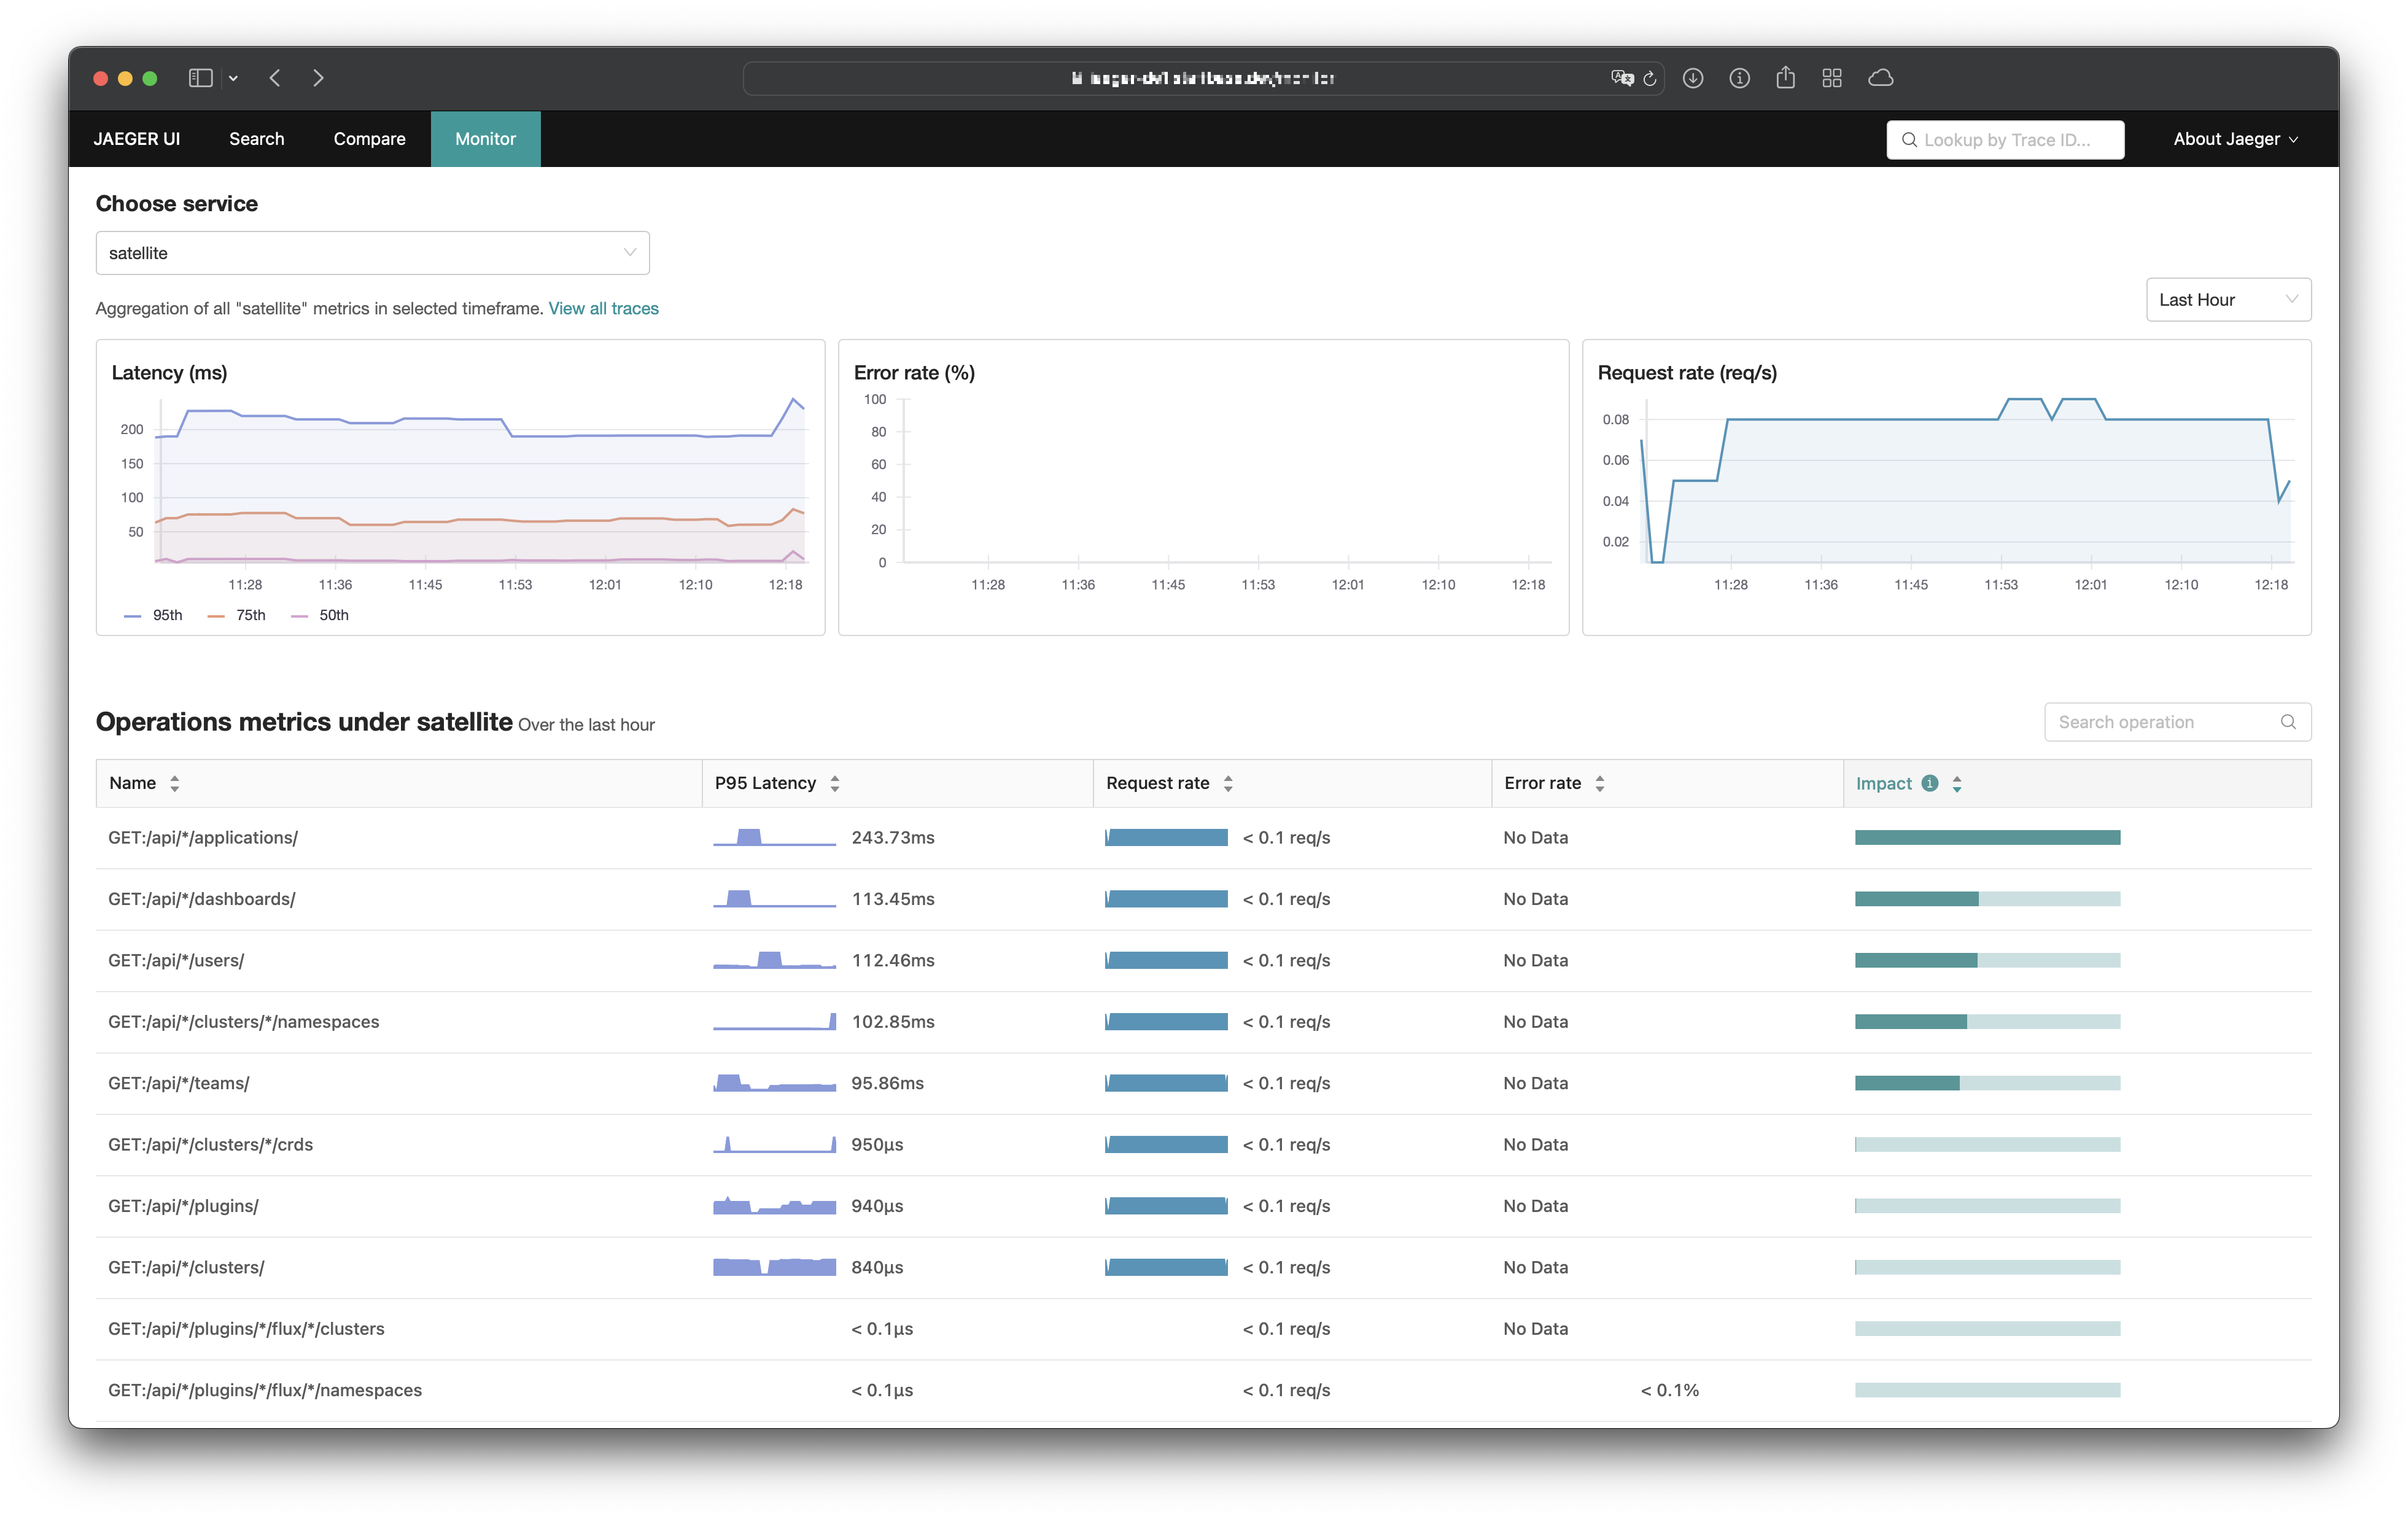 JAEGER UI Search Compare Monitor Lookup by Trace ID... About Jaeger
Choose service
satellite
Aggregation of all "satellite" metrics in selected timeframe. View all traces
Last Hour
Latency (ms)
200
150
100
50
11:28 11:36 11:45 11:53 12:01 12:10 12:18
95th 75th 50th
Error rate (%)
100
80
60
40
20
0
11:28 11:36 11:45 11:53 12:01 12:10 12:18
Request rate (req/s)
0.08
0.06
0.04
0.02
11:28 11:36 11:45 11:53 12:01 12:10 12:18
Operations metrics under satellite Over the last hour
Search operation
Name P95 Latency Request rate Error rate Impact
GET:/api/*/applications/ 243.73ms < 0.1 req/s No Data
GET:/api/*/dashboards/ 113.45ms < 0.1 req/s No Data
GET:/api/*/users/ 112.46ms < 0.1 req/s No Data
GET:/api/*/clusters/*/namespaces 102.85ms < 0.1 req/s No Data
GET:/api/*/teams/ 95.86ms < 0.1 req/s No Data
GET:/api/*/clusters/*/crds 950μs < 0.1 req/s No Data
GET:/api/*/plugins/ 940μs < 0.1 req/s No Data
GET:/api/*/clusters/ 840μs < 0.1 req/s No Data
GET:/api/*/plugins/*/flux/*/clusters < 0.1μs < 0.1 req/s No Data
GET:/api/*/plugins/*/flux/*/namespaces < 0.1μs < 0.1 req/s < 0.1%